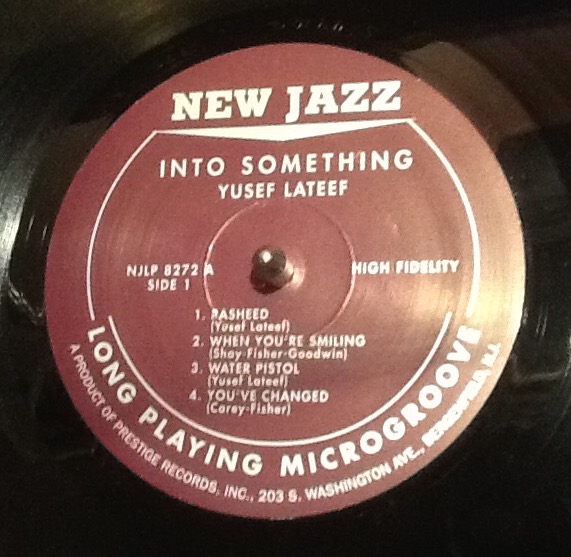 NEW JAZZ
INTO SOMETHING
YUSEF LATEEF
NJLP 8272 A
SIDE 1
HIGH FIDELITY
1. RASHEED
(Yusef Lateef)
2. WHEN YOU'RE SMILING
(Shay-Fisher-Goodwin)
3. WATER PISTOL
(Yusef Lateef)
4. YOU'VE CHANGED
(Carey-Fisher)
LONG PLAYING MICROGROOVE
A PRODUCT OF PRESTIGE RECORDS, INC., 203 S. WASHINGTON AVE., BERGENFIELD, N.J.